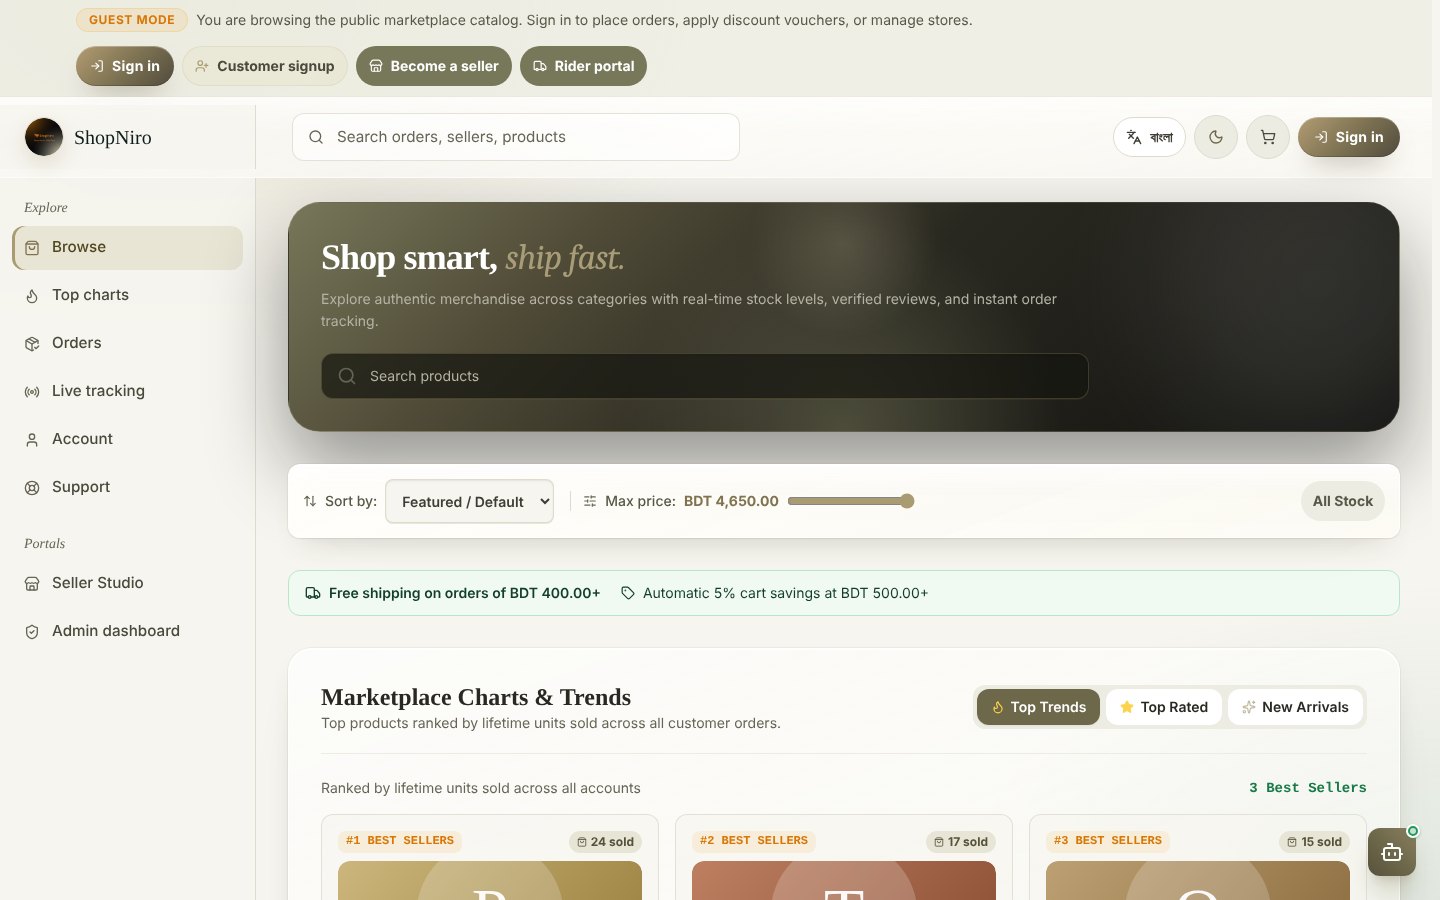 GUEST MODE You are browsing the public marketplace catalog. Sign in to place orders, apply discount vouchers, or manage stores.
Sign in Customer signup Become a seller Rider portal
ShopNiro Search orders, sellers, products বাংলা Sign in
Explore
Browse
Top charts
Orders
Live tracking
Account
Support
Portals
Seller Studio
Admin dashboard
Shop smart, ship fast.
Explore authentic merchandise across categories with real-time stock levels, verified reviews, and instant order
tracking.
Search products
Sort by: Featured / Default Max price: BDT 4,650.00 All Stock
Free shipping on orders of BDT 400.00+ Automatic 5% cart savings at BDT 500.00+
Marketplace Charts & Trends
Top products ranked by lifetime units sold across all customer orders.
Top Trends Top Rated New Arrivals
Ranked by lifetime units sold across all accounts 3 Best Sellers
#1 BEST SELLERS 24 sold #2 BEST SELLERS 17 sold #3 BEST SELLERS 15 sold